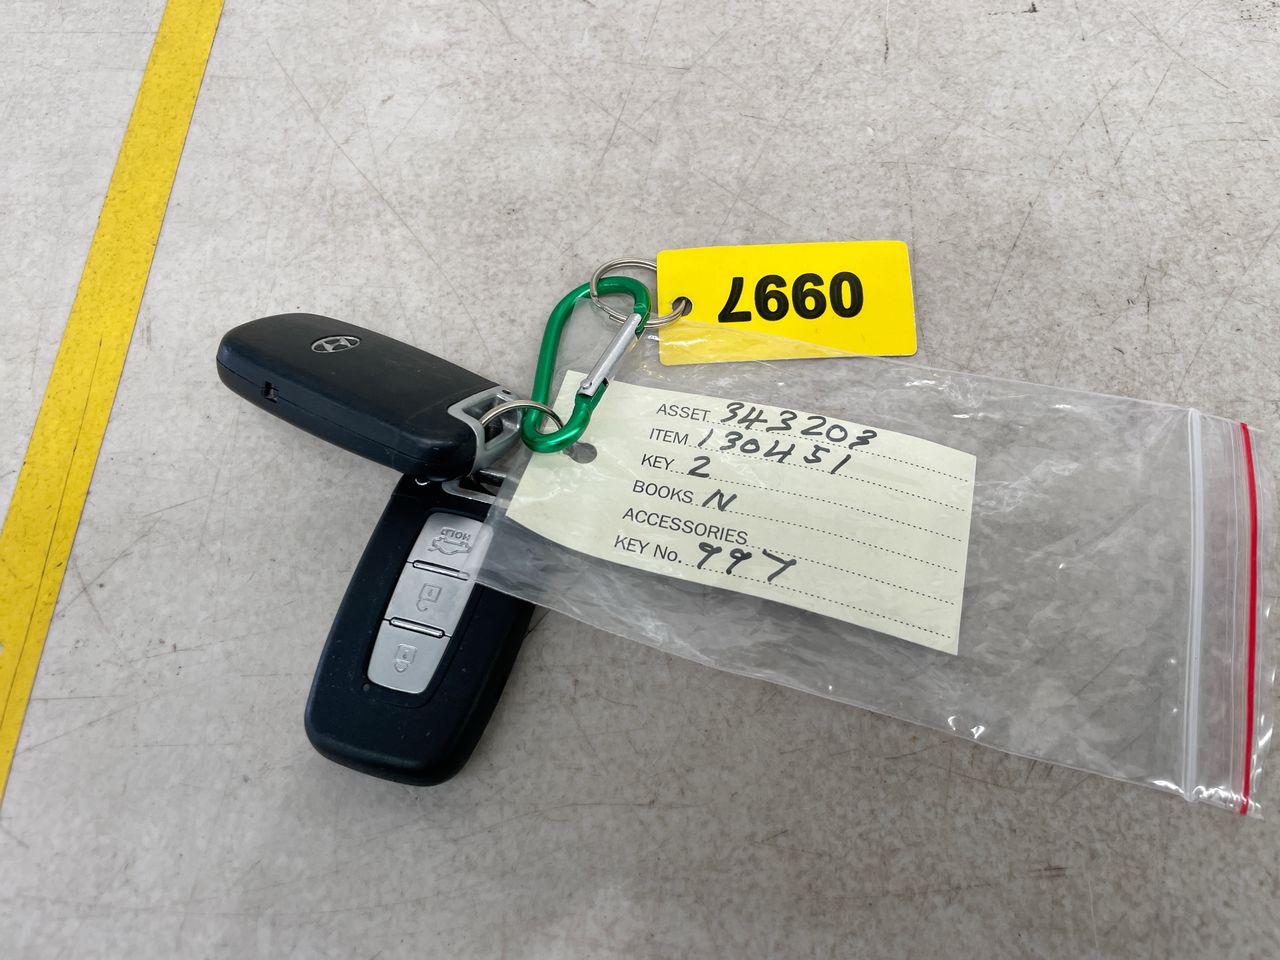 0997
ASSET 343203
ITEM 130451
KEY 2
BOOKS N
ACCESSORIES
KEY No. 997
HOLD